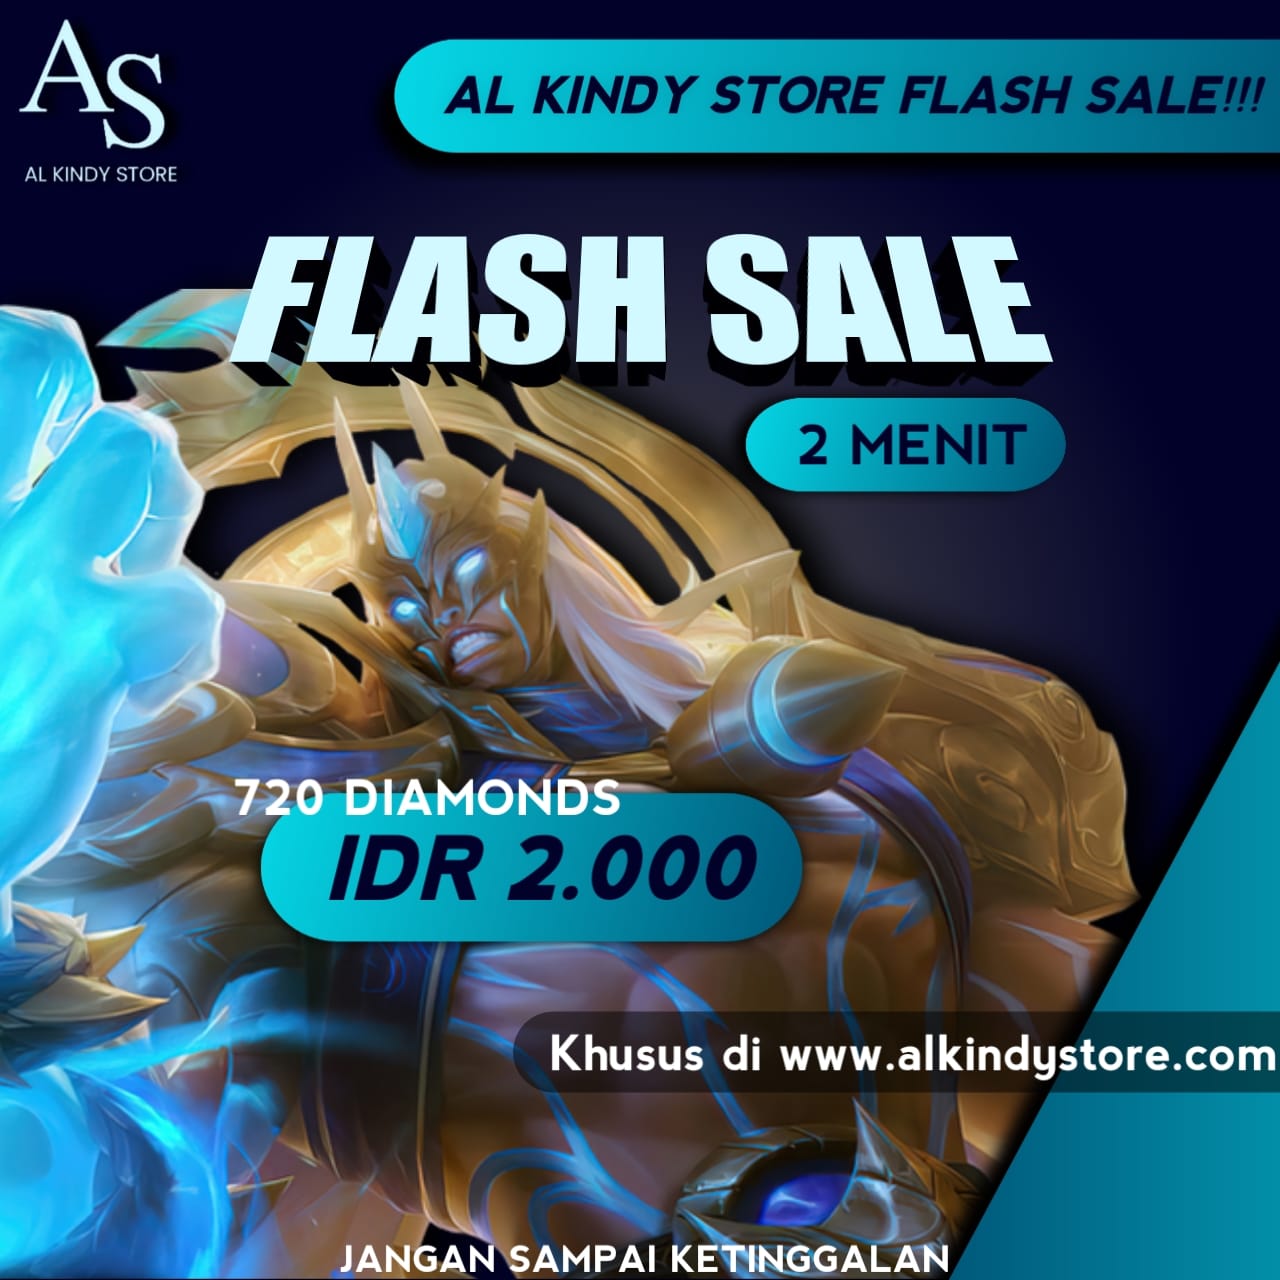 AS
AL KINDY STORE
AL KINDY STORE FLASH SALE!!!
FLASH SALE
2 MENIT
720 DIAMONDS
IDR 2.000
Khusus di www.alkindystore.com
JANGAN SAMPAI KETINGGALAN